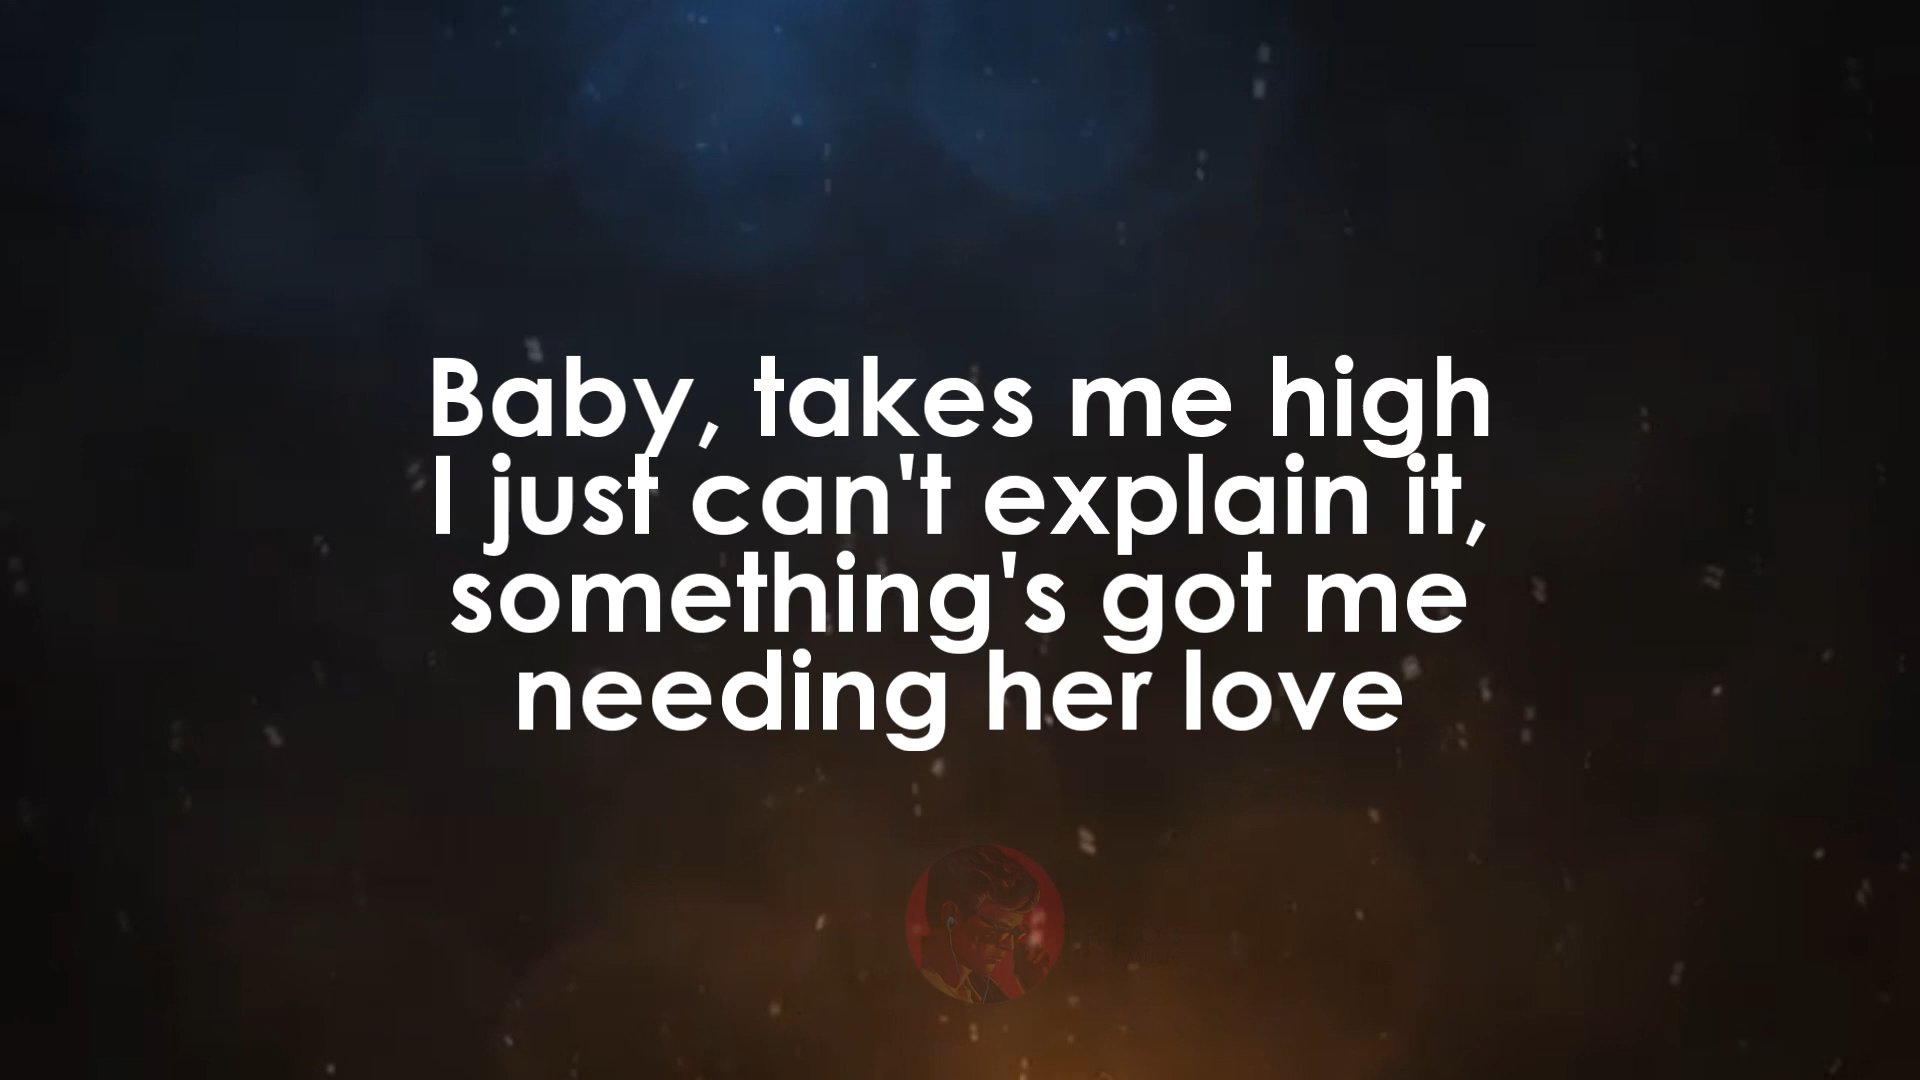 Baby, takes me high
I just can't explain it,
something's got me
needing her love